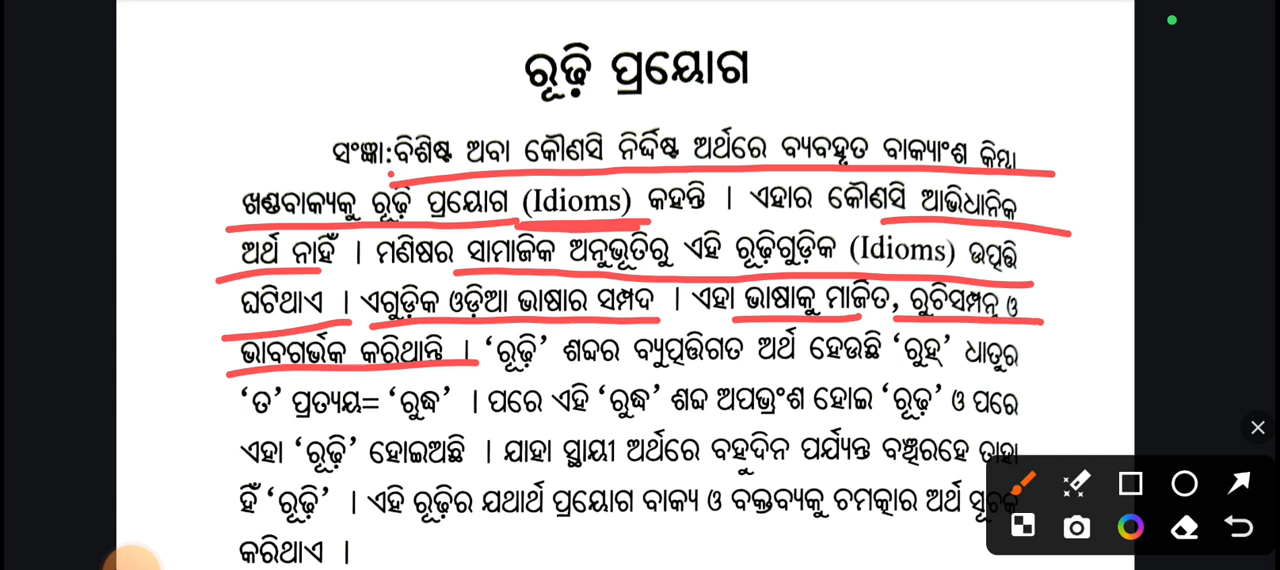 ରୂଢ଼ି ପ୍ରୟୋଗ
ସଂଜ୍ଞା:ବିଶିଷ୍ଟ ଅବା କୌଣସି ନିର୍ଦ୍ଦିଷ୍ଟ ଅର୍ଥରେ ବ୍ୟବହୃତ ବାକ୍ୟାଂଶ କିମ୍ବା
ଖଣ୍ଡବାକ୍ୟକୁ ରୂଢ଼ି ପ୍ରୟୋଗ (Idioms) କହନ୍ତି । ଏହାର କୌଣସି ଆଭିଧାନିକ
ଅର୍ଥ ନାହିଁ । ମଣିଷର ସାମାଜିକ ଅନୁଭୂତିରୁ ଏହି ରୂଢ଼ିଗୁଡ଼ିକ (Idioms) ଉତ୍ପତ୍ତି
ଘଟିଥାଏ । ଏଗୁଡ଼ିକ ଓଡ଼ିଆ ଭାଷାର ସମ୍ପଦ । ଏହା ଭାଷାକୁ ମାର୍ଜିତ, ରୁଚିସମ୍ପନ୍ନ ଓ
ଭାବଗର୍ଭକ କରିଥାନ୍ତି । ‘ରୂଢ଼ି’ ଶବ୍ଦର ବ୍ୟୁତ୍ପତ୍ତିଗତ ଅର୍ଥ ହେଉଛି ‘ରୁହ୍’ ଧାତୁର
‘ତ’ ପ୍ରତ୍ୟୟ= ‘ରୁଦ୍ଧ’ । ପରେ ଏହି ‘ରୁଦ୍ଧ’ ଶବ୍ଦ ଅପଭ୍ରଂଶ ହୋଇ ‘ରୂଢ଼’ ଓ ପରେ
ଏହା ‘ରୂଢ଼ି’ ହୋଇଅଛି । ଯାହା ସ୍ଥାୟୀ ଅର୍ଥରେ ବହୁଦିନ ପର୍ଯ୍ୟନ୍ତ ବଞ୍ଚିରହେ ତାହା
ହିଁ ‘ରୂଢ଼ି’ । ଏହି ରୂଢ଼ିର ଯଥାର୍ଥ ପ୍ରୟୋଗ ବାକ୍ୟ ଓ ବକ୍ତବ୍ୟକୁ ଚମତ୍କାର ଅର୍ଥ ସୂଚକ
କରିଥାଏ ।